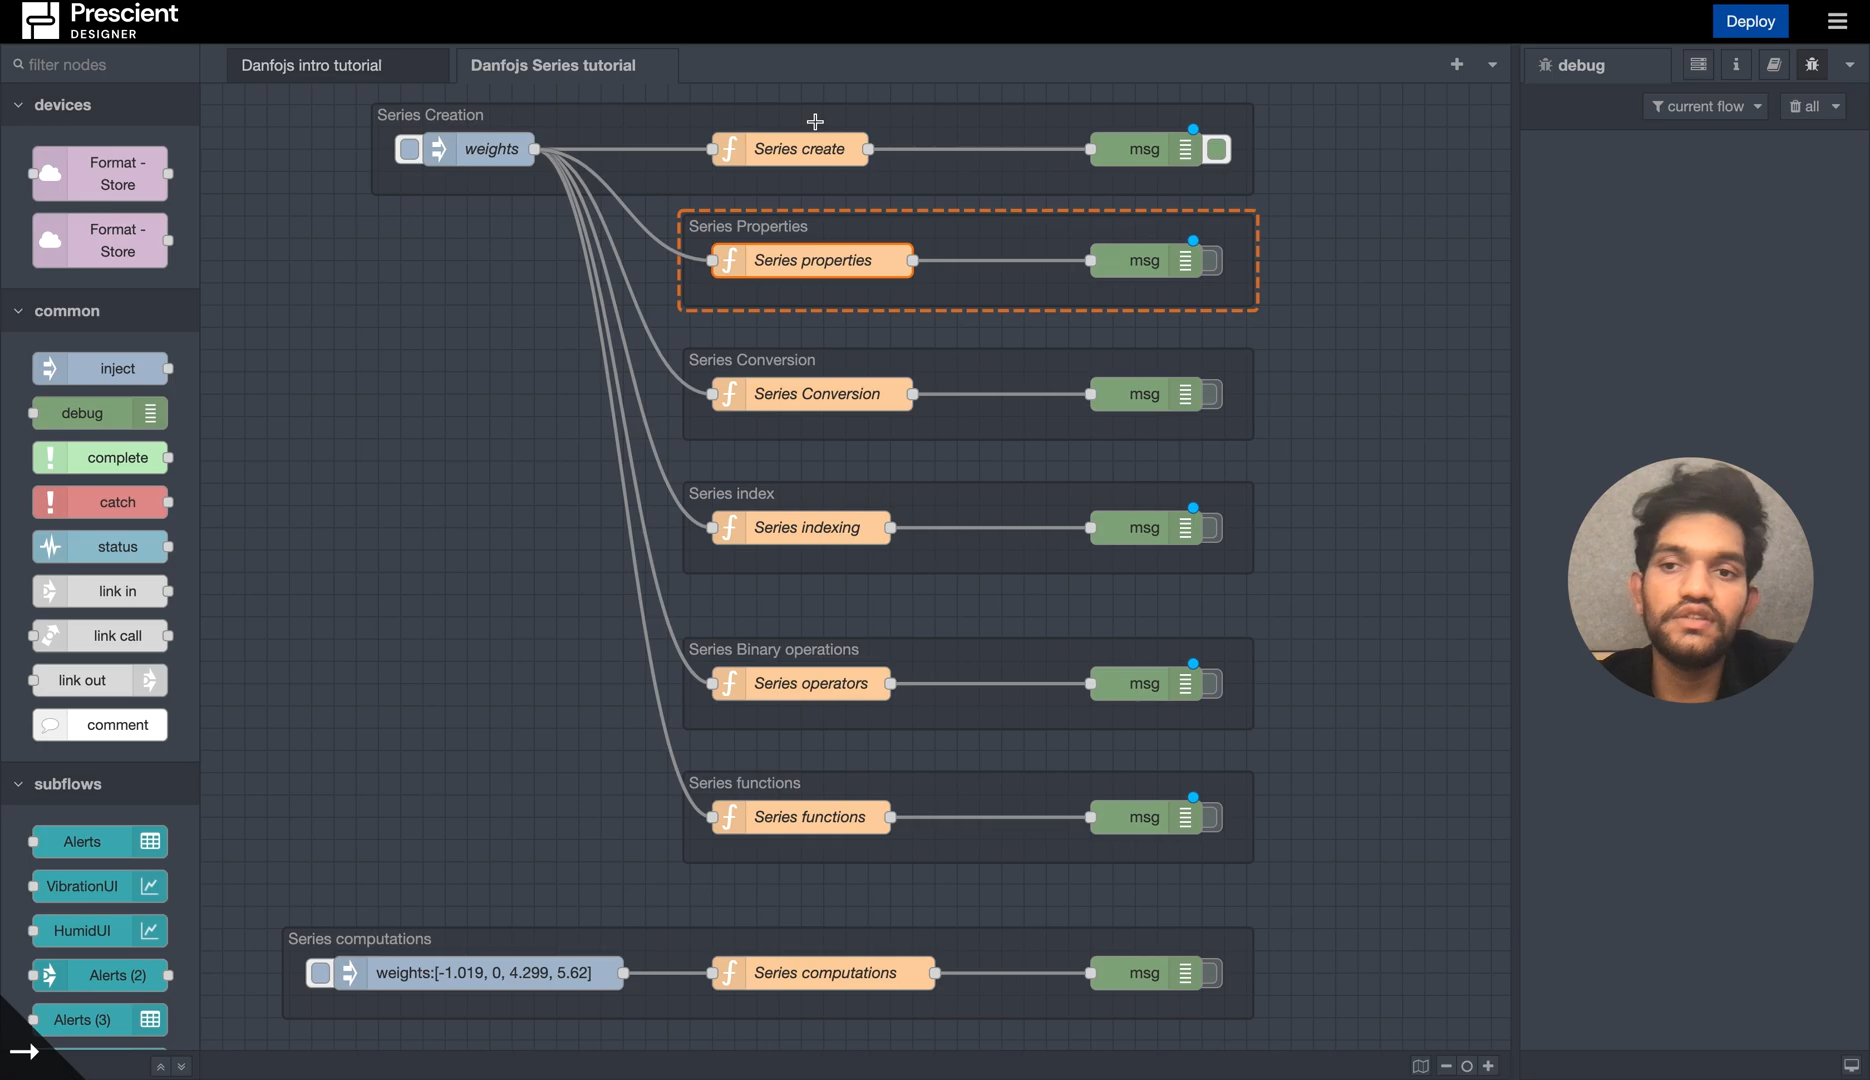 Prescient
DESIGNER
Deploy
filter nodes
Danfojs intro tutorial
Danfojs Series tutorial
debug
current flow
all
devices
Format -
Store
Format -
Store
common
inject
debug
complete
catch
status
link in
link call
link out
comment
subflows
Alerts
VibrationUI
HumidUI
Alerts (2)
Alerts (3)
Series Creation
weights
Series create
msg
Series Properties
Series properties
msg
Series Conversion
Series Conversion
msg
Series index
Series indexing
msg
Series Binary operations
Series operators
msg
Series functions
Series functions
msg
Series computations
weights:[-1.019, 0, 4.299, 5.62]
Series computations
msg